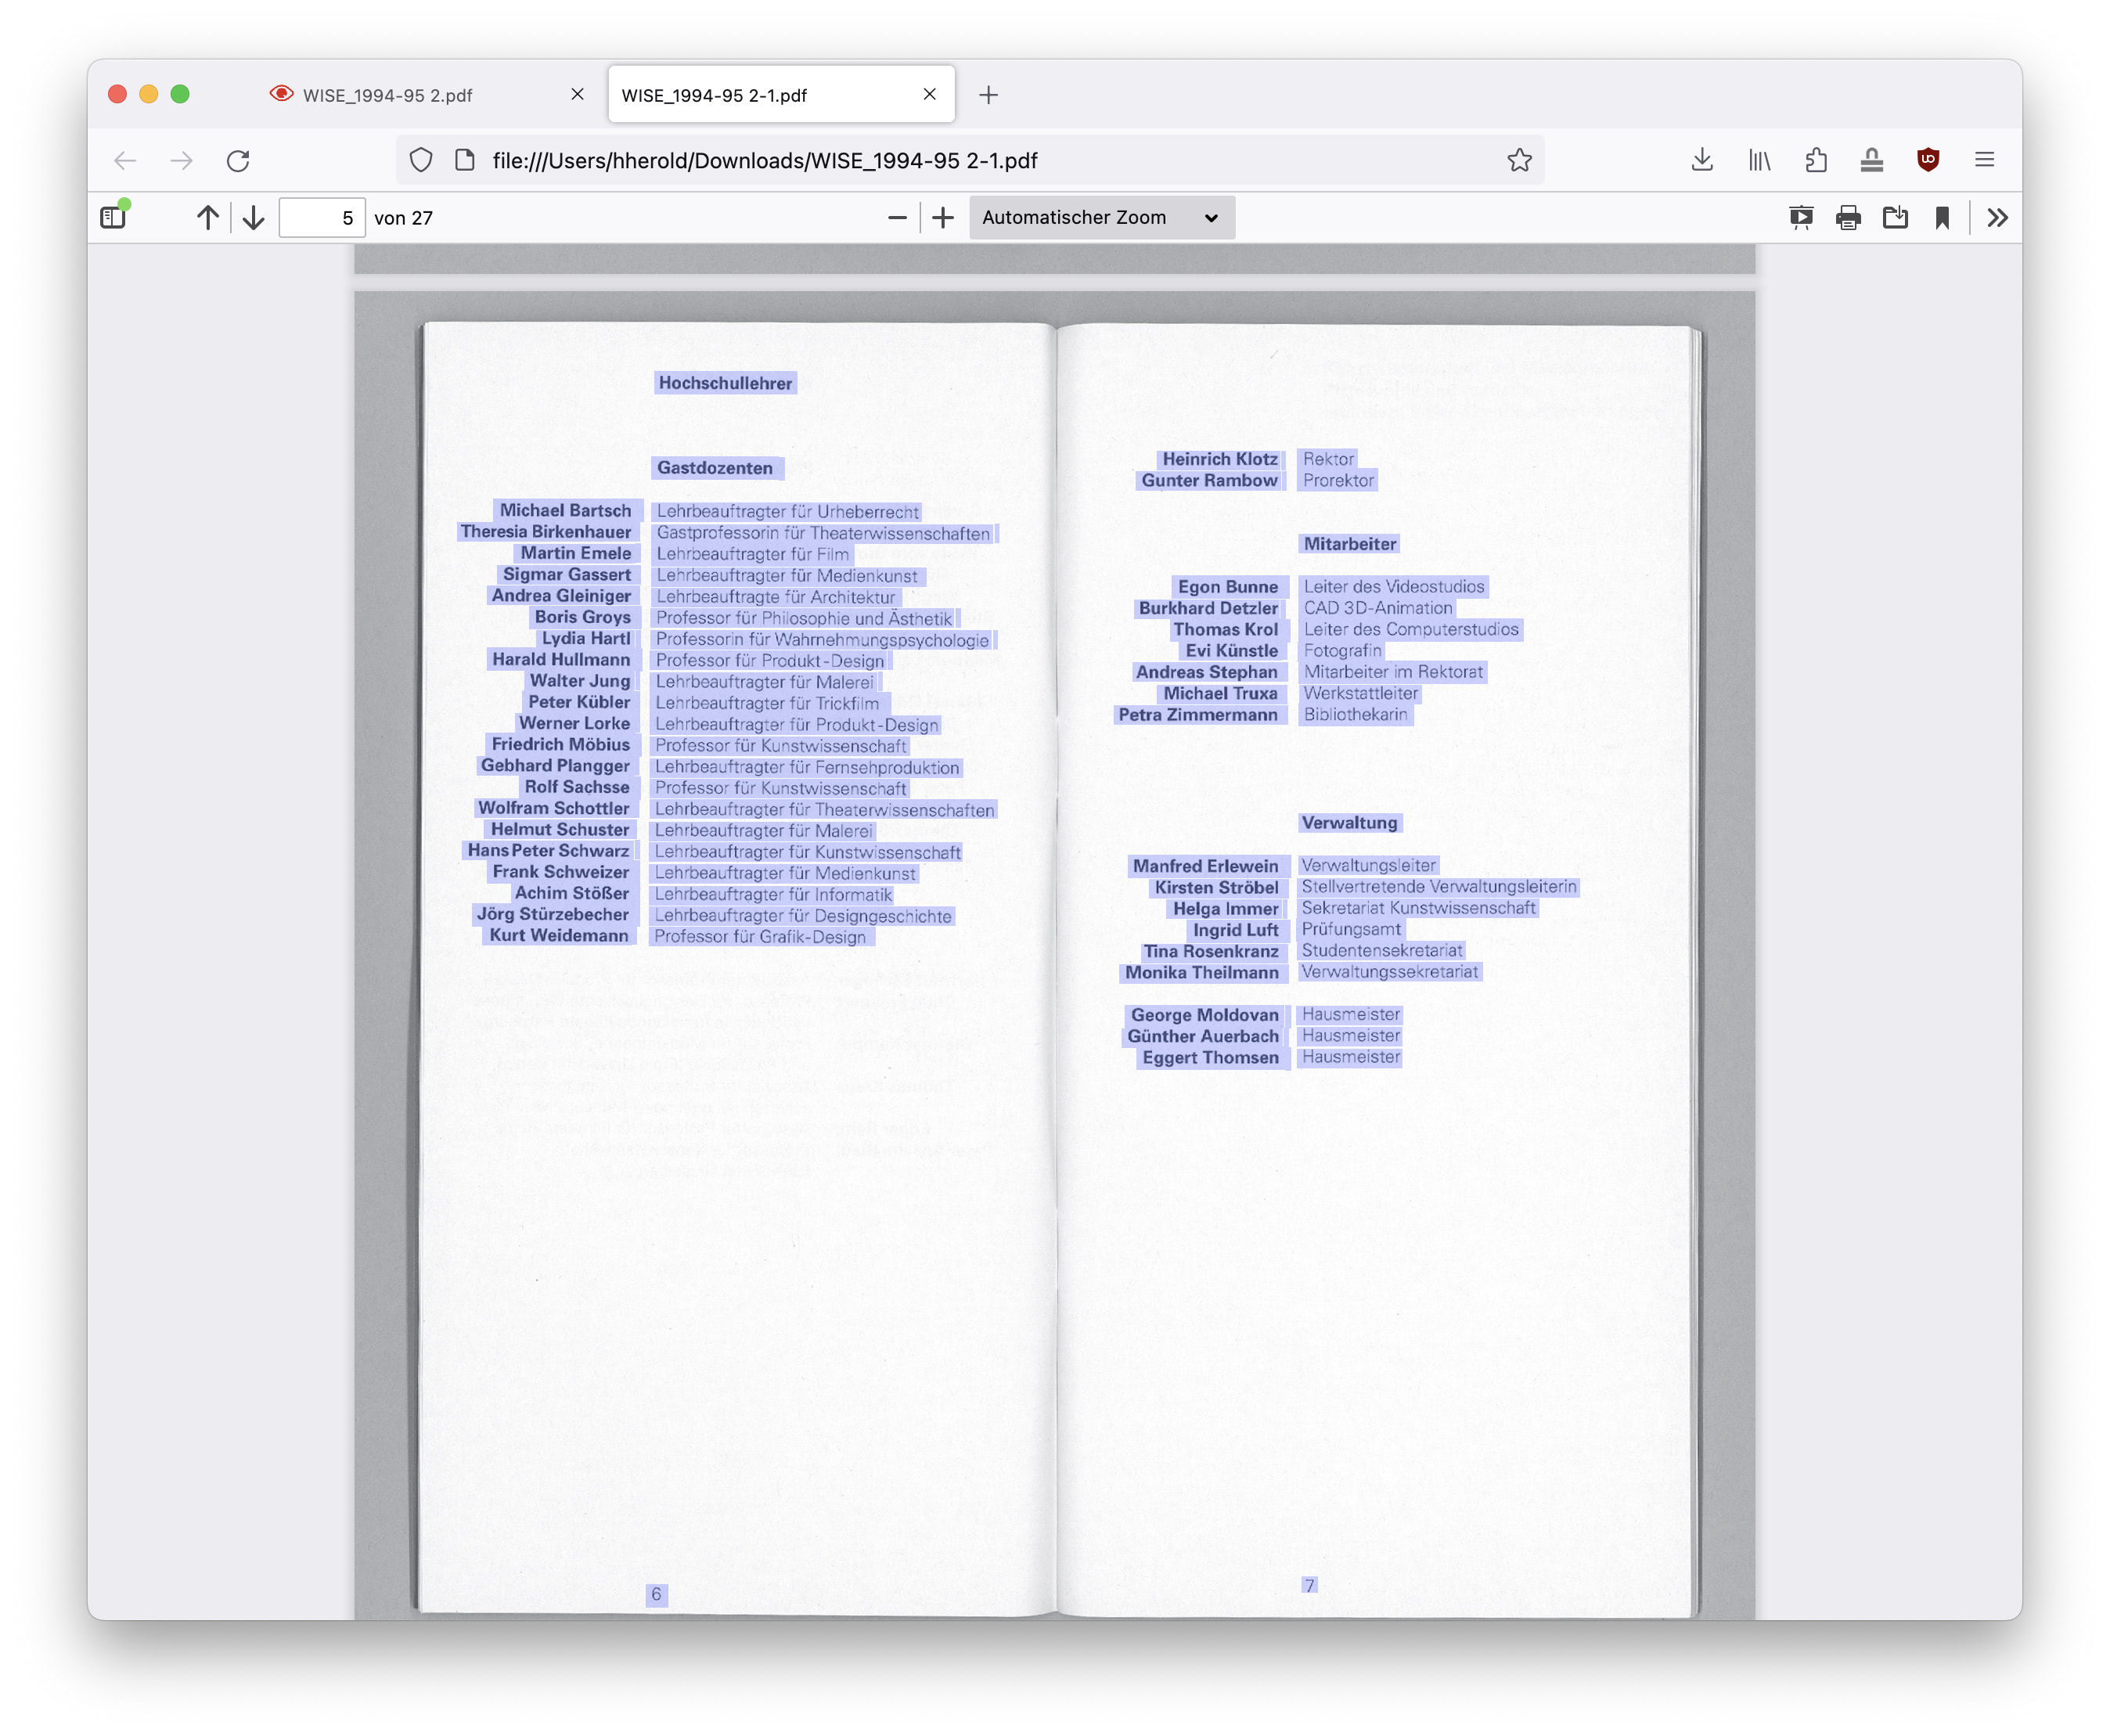 WISE_1994-95 2.pdf
WISE_1994-95 2-1.pdf
file:///Users/hherold/Downloads/WISE_1994-95 2-1.pdf
5 von 27
Automatischer Zoom
Hochschullehrer
Gastdozenten
Michael Bartsch Lehrbeauftragter für Urheberrecht
Theresia Birkenhauer Gastprofessorin für Theaterwissenschaften
Martin Emele Lehrbeauftragter für Film
Sigmar Gassert Lehrbeauftragter für Medienkunst
Andrea Gleiniger Lehrbeauftragte für Architektur
Boris Groys Professor für Philosophie und Ästhetik
Lydia Hartl Professorin für Wahrnehmungspsychologie
Harald Hullmann Professor für Produkt-Design
Walter Jung Lehrbeauftragter für Malerei
Peter Kübler Lehrbeauftragter für Trickfilm
Werner Lorke Lehrbeauftragter für Produkt-Design
Friedrich Möbius Professor für Kunstwissenschaft
Gebhard Plangger Lehrbeauftragter für Fernsehproduktion
Rolf Sachsse Professor für Kunstwissenschaft
Wolfram Schottler Lehrbeauftragter für Theaterwissenschaften
Helmut Schuster Lehrbeauftragter für Malerei
Hans Peter Schwarz Lehrbeauftragter für Kunstwissenschaft
Frank Schweizer Lehrbeauftragter für Medienkunst
Achim Stößer Lehrbeauftragter für Informatik
Jörg Stürzebecher Lehrbeauftragter für Designgeschichte
Kurt Weidemann Professor für Grafik-Design
6
Heinrich Klotz Rektor
Gunter Rambow Prorektor
Mitarbeiter
Egon Bunne Leiter des Videostudios
Burkhard Detzler CAD 3D-Animation
Thomas Krol Leiter des Computerstudios
Evi Künstle Fotografin
Andreas Stephan Mitarbeiter im Rektorat
Michael Truxa Werkstattleiter
Petra Zimmermann Bibliothekarin
Verwaltung
Manfred Erlewein Verwaltungsleiter
Kirsten Ströbel Stellvertretende Verwaltungsleiterin
Helga Immer Sekretariat Kunstwissenschaft
Ingrid Luft Prüfungsamt
Tina Rosenkranz Studentensekretariat
Monika Theilmann Verwaltungssekretariat
George Moldovan Hausmeister
Günther Auerbach Hausmeister
Eggert Thomsen Hausmeister
7